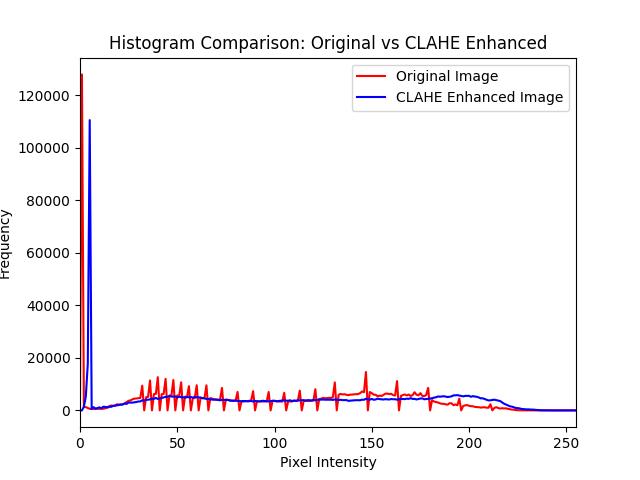 Histogram Comparison: Original vs CLAHE Enhanced
Original Image
CLAHE Enhanced Image
120000
100000
80000
60000
40000
20000
0
Frequency
0 50 100 150 200 250
Pixel Intensity